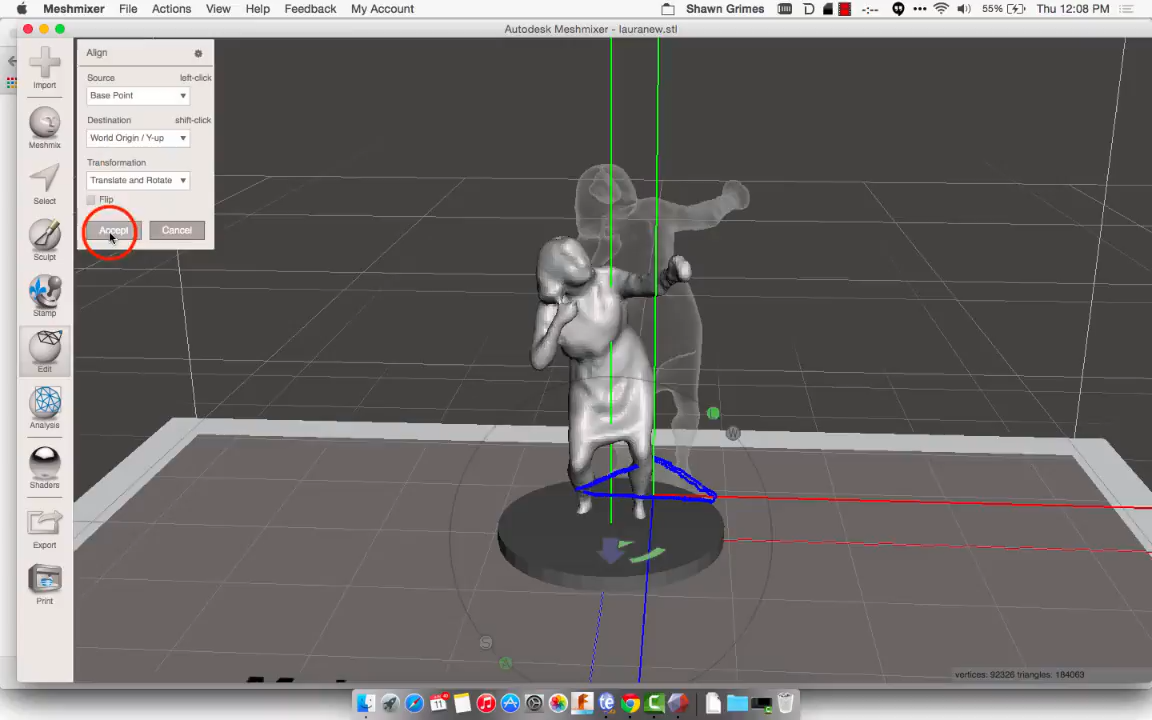 Meshmixer File Actions View Help Feedback My Account Shawn Grimes 55% Thu 12:08 PM
Autodesk Meshmixer - lauranew.stl
Align
Source left-click
Base Point
Destination shift-click
World Origin / Y-up
Transformation
Translate and Rotate
Flip
Accept Cancel
Import
Meshmix
Select
Sculpt
Stamp
Edit
Analysis
Shaders
Export
Print
W
S
vertices: 92326 triangles: 184063
11